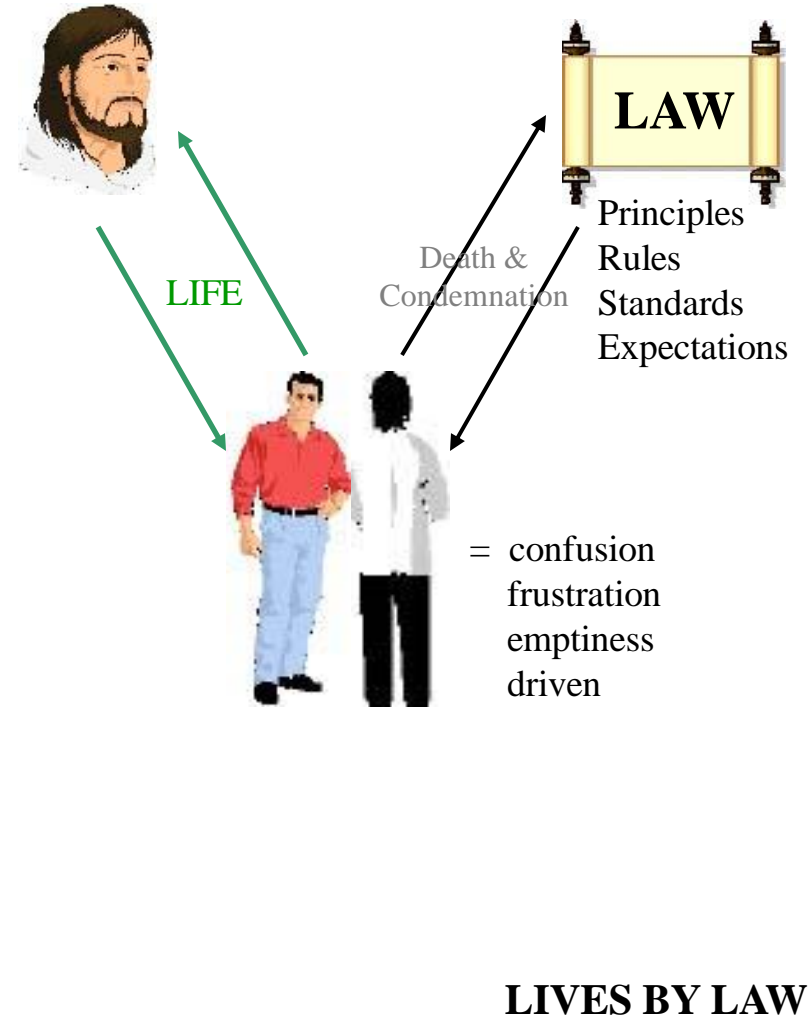 LAW
Principles
Rules
Standards
Expectations
Death &
Condemnation
LIFE
= confusion
frustration
emptiness
driven
LIVES BY LAW